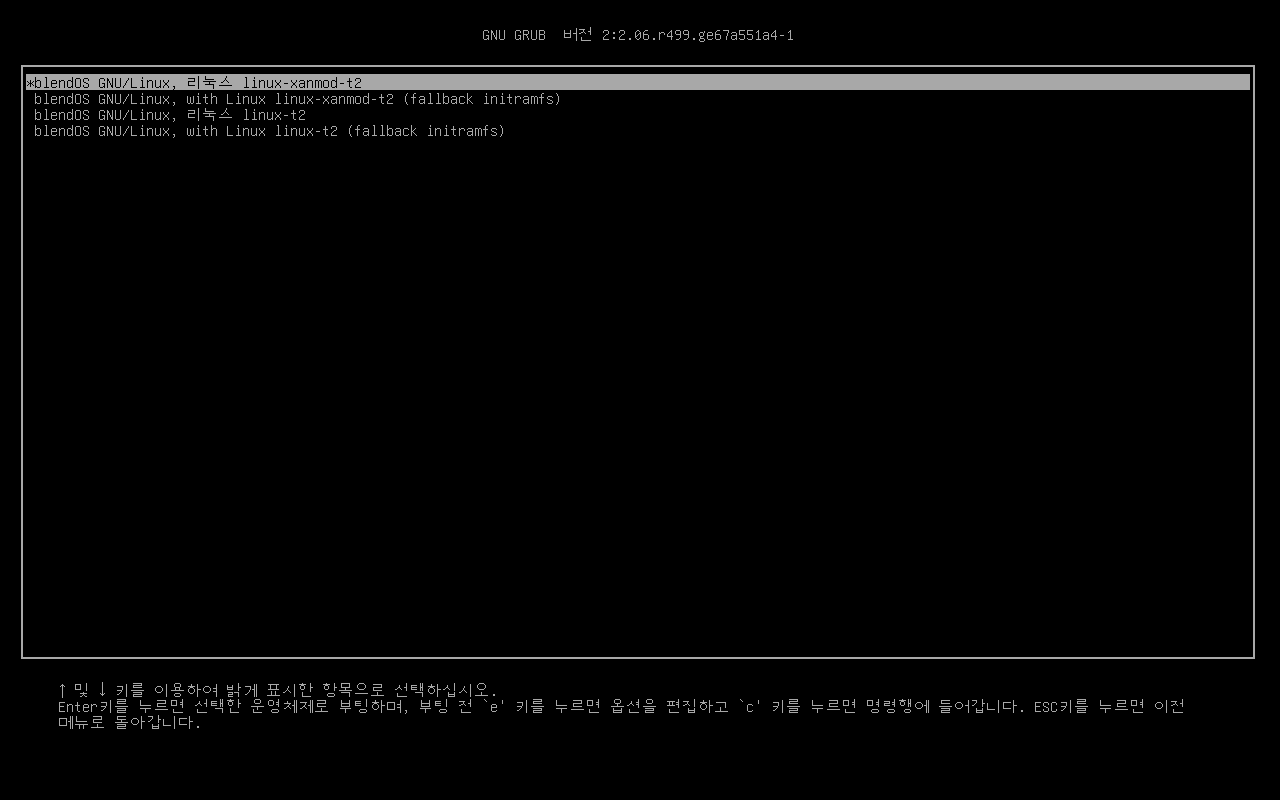 GNU GRUB 버전 2:2.06.r499.ge67a551a4-1
*blendOS GNU/Linux, 리눅스 linux-xanmod-t2
blendOS GNU/Linux, with Linux linux-xanmod-t2 (fallback initramfs)
blendOS GNU/Linux, 리눅스 linux-t2
blendOS GNU/Linux, with Linux linux-t2 (fallback initramfs)
↑ 및 ↓ 키를 이용하여 밝게 표시한 항목으로 선택하십시오.
Enter키를 누르면 선택한 운영체제로 부팅하며, 부팅 전 `e' 키를 누르면 옵션을 편집하고 `c' 키를 누르면 명령행에 들어갑니다. ESC키를 누르면 이전
메뉴로 돌아갑니다.